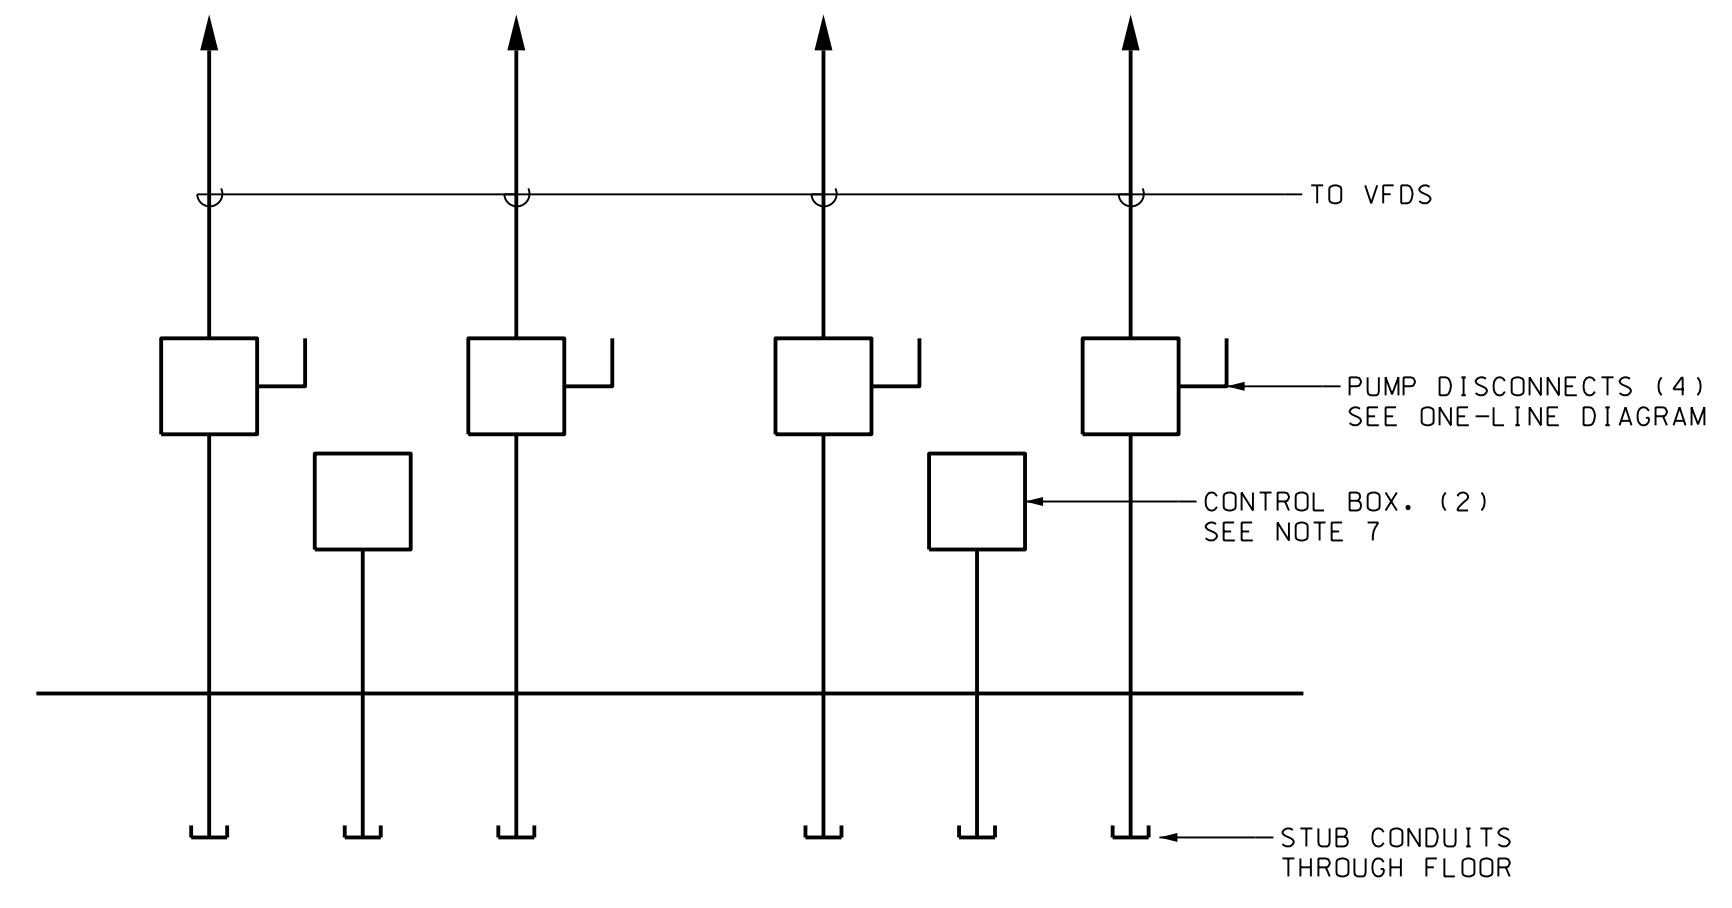 TO VFDS
PUMP DISCONNECTS (4)
SEE ONE-LINE DIAGRAM
CONTROL BOX. (2)
SEE NOTE 7
STUB CONDUITS
THROUGH FLOOR